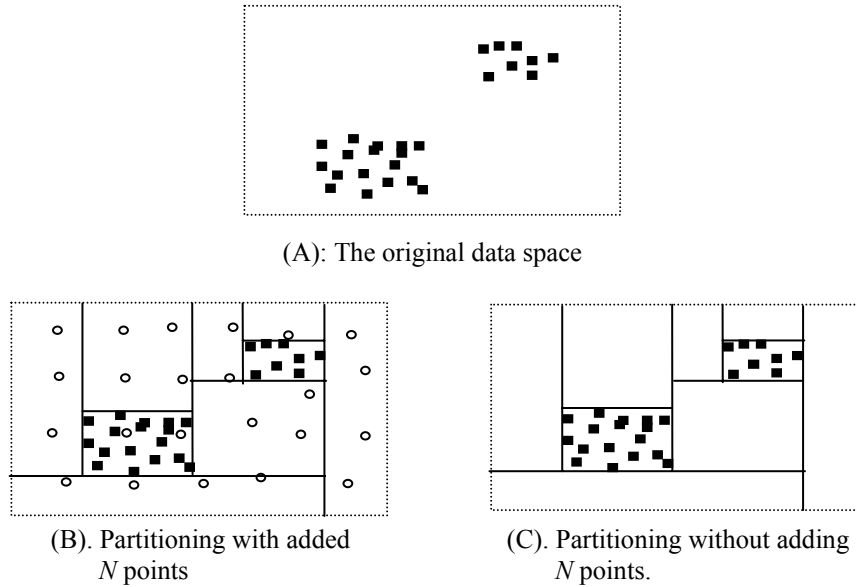 (A): The original data space
(B). Partitioning with added
N points
(C). Partitioning without adding
N points.